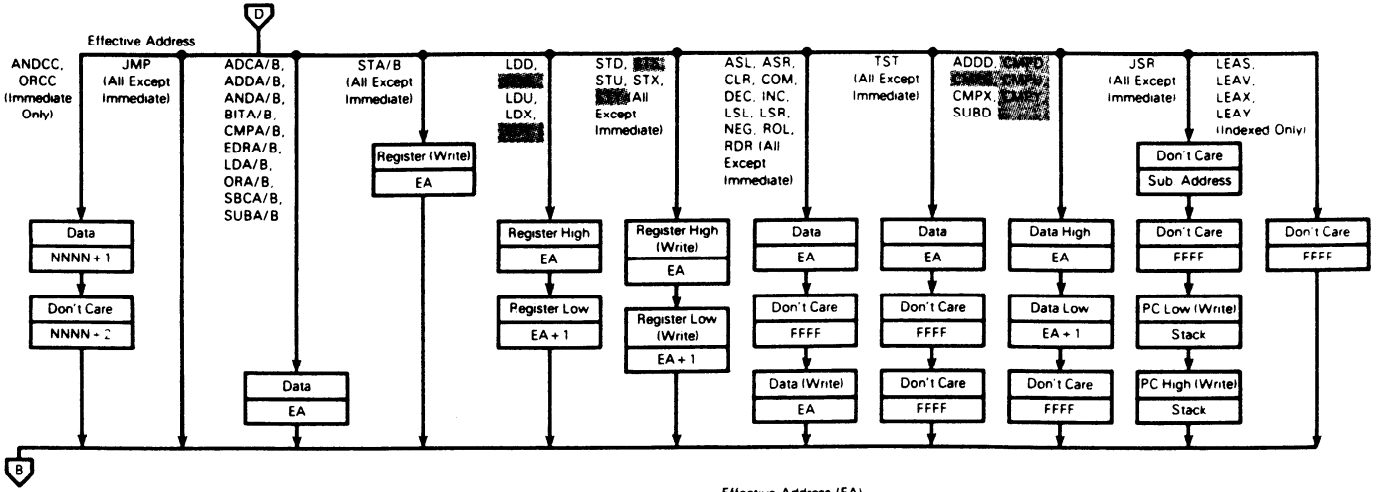 D
Effective Address
ANDCC,
ORCC
(Immediate
Only)
JMP
(All Except
Immediate)
ADCA/B,
ADDA/B,
ANDA/B,
BITA/B,
CMPA/B,
EDRA/B,
LDA/B,
ORA/B,
SBCA/B,
SUBA/B
STA/B
(All Except
Immediate)
LDD,
LDU,
LDX,
STD,
STU, STX,
(All
Except
Immediate)
ASL, ASR,
CLR, COM,
DEC, INC,
LSL, LSR,
NEG, ROL,
RDR (All
Except
Immediate)
TST
(All Except
Immediate)
ADDD, CMPD,
CMPX,
SUBD
JSR
(All Except
Immediate)
LEAS,
LEAV,
LEAX,
LEAY
(Indexed Only)
Data
NNNN + 1
Don't Care
NNNN + 2
Data
EA
Register (Write)
EA
Register High
EA
Register Low
EA + 1
Register High
(Write)
EA
Register Low
(Write)
EA + 1
Data
EA
Don't Care
FFFF
Data (Write)
EA
Data
EA
Don't Care
FFFF
Don't Care
FFFF
Data High
EA
Data Low
EA + 1
Don't Care
FFFF
Don't Care
Sub Address
Don't Care
FFFF
PC Low (Write)
Stack
PC High (Write)
Stack
Don't Care
FFFF
B
Effective Address (EA)